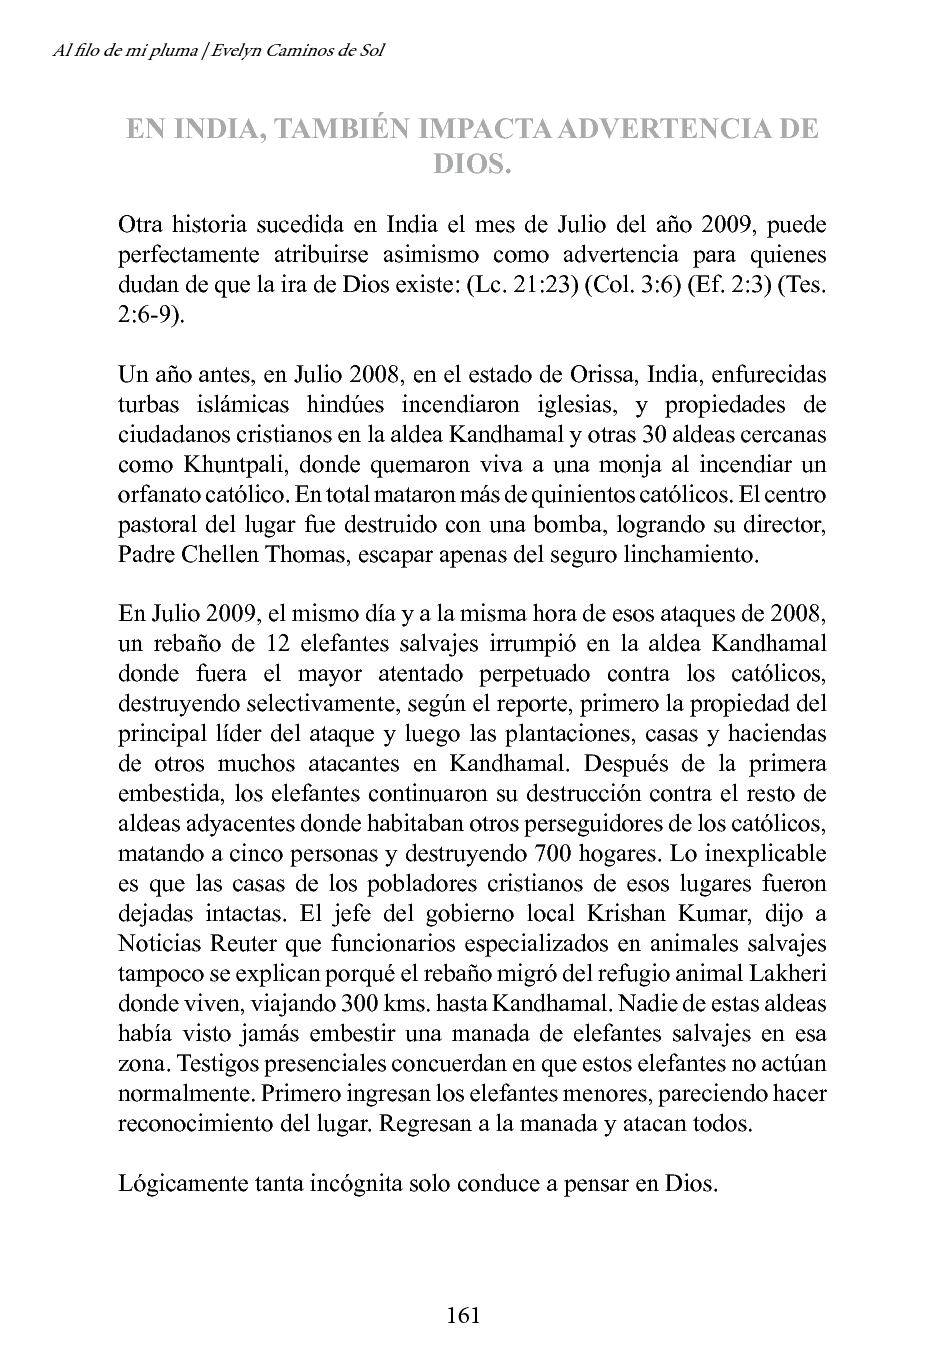 Al filo de mi pluma | Evelyn Caminos de Sol
EN INDIA, TAMBIÉN IMPACTA ADVERTENCIA DE
DIOS.
Otra historia sucedida en India el mes de Julio del año 2009, puede
perfectamente atribuirse asimismo como advertencia para quienes
dudan de que la ira de Dios existe: (Lc. 21:23) (Col. 3:6) (Ef. 2:3) (Tes.
2:6-9).
Un año antes, en Julio 2008, en el estado de Orissa, India, enfurecidas
turbas islámicas hindúes incendiaron iglesias, y propiedades de
ciudadanos cristianos en la aldea Kandhamal y otras 30 aldeas cercanas
como Khuntpali, donde quemaron viva a una monja al incendiar un
orfanato católico. En total mataron más de quinientos católicos. El centro
pastoral del lugar fue destruido con una bomba, logrando su director,
Padre Chellen Thomas, escapar apenas del seguro linchamiento.
En Julio 2009, el mismo día y a la misma hora de esos ataques de 2008,
un rebaño de 12 elefantes salvajes irrumpió en la aldea Kandhamal
donde fuera el mayor atentado perpetuado contra los católicos,
destruyendo selectivamente, según el reporte, primero la propiedad del
principal líder del ataque y luego las plantaciones, casas y haciendas
de otros muchos atacantes en Kandhamal. Después de la primera
embestida, los elefantes continuaron su destrucción contra el resto de
aldeas adyacentes donde habitaban otros perseguidores de los católicos,
matando a cinco personas y destruyendo 700 hogares. Lo inexplicable
es que las casas de los pobladores cristianos de esos lugares fueron
dejadas intactas. El jefe del gobierno local Krishan Kumar, dijo a
Noticias Reuter que funcionarios especializados en animales salvajes
tampoco se explican porqué el rebaño migró del refugio animal Lakheri
donde viven, viajando 300 kms. hasta Kandhamal. Nadie de estas aldeas
había visto jamás embestir una manada de elefantes salvajes en esa
zona. Testigos presenciales concuerdan en que estos elefantes no actúan
normalmente. Primero ingresan los elefantes menores, pareciendo hacer
reconocimiento del lugar. Regresan a la manada y atacan todos.
Lógicamente tanta incógnita solo conduce a pensar en Dios.
161